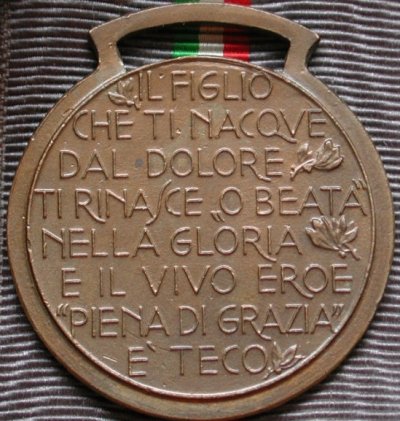 IL FIGLIO
CHE TI NACQVE
DAL DOLORE
TI RINASCE "O BEATA"
NELLA GLORIA
E IL VIVO EROE
"PIENA DI GRAZIA"
E' TECO